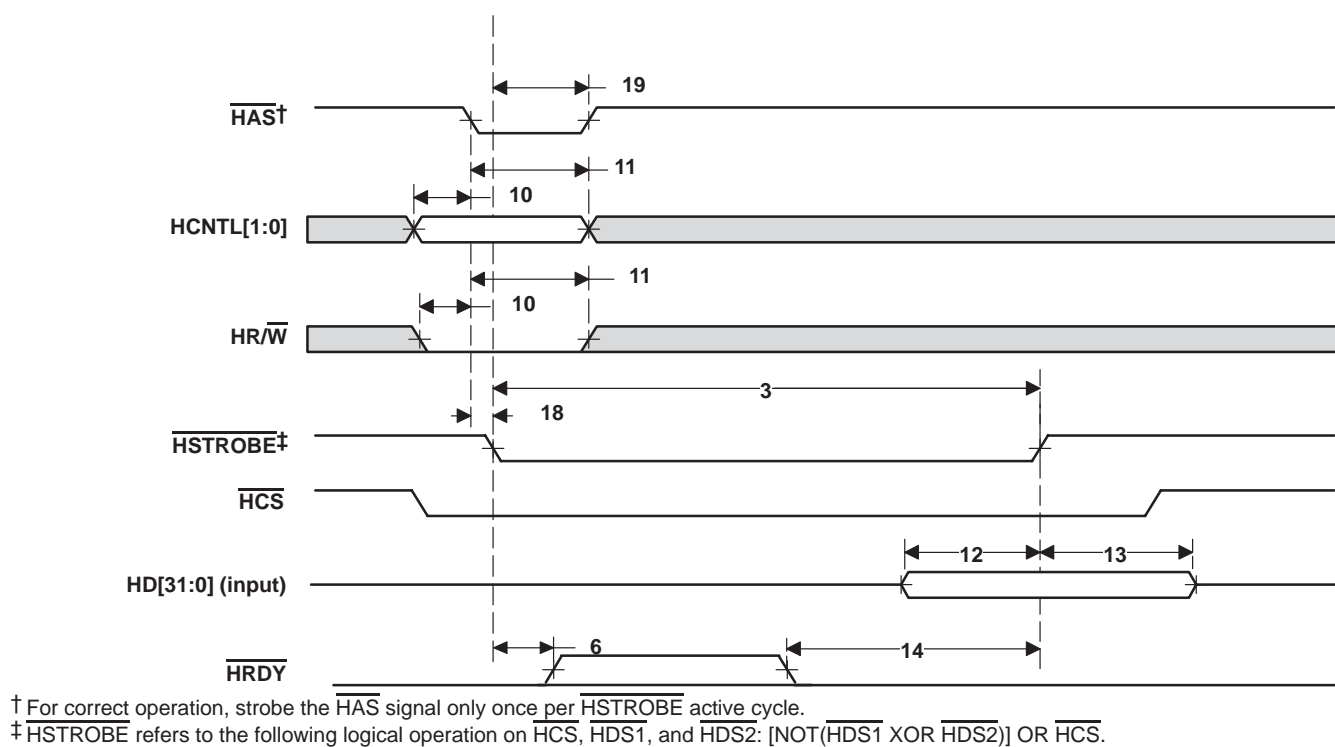 19
HAS†
11
10
HCNTL[1:0]
11
10
HR/W
3
18
HSTROBE‡
HCS
12 13
HD[31:0] (input)
6 14
HRDY
† For correct operation, strobe the HAS signal only once per HSTROBE active cycle.
‡ HSTROBE refers to the following logical operation on HCS, HDS1, and HDS2: [NOT(HDS1 XOR HDS2)] OR HCS.